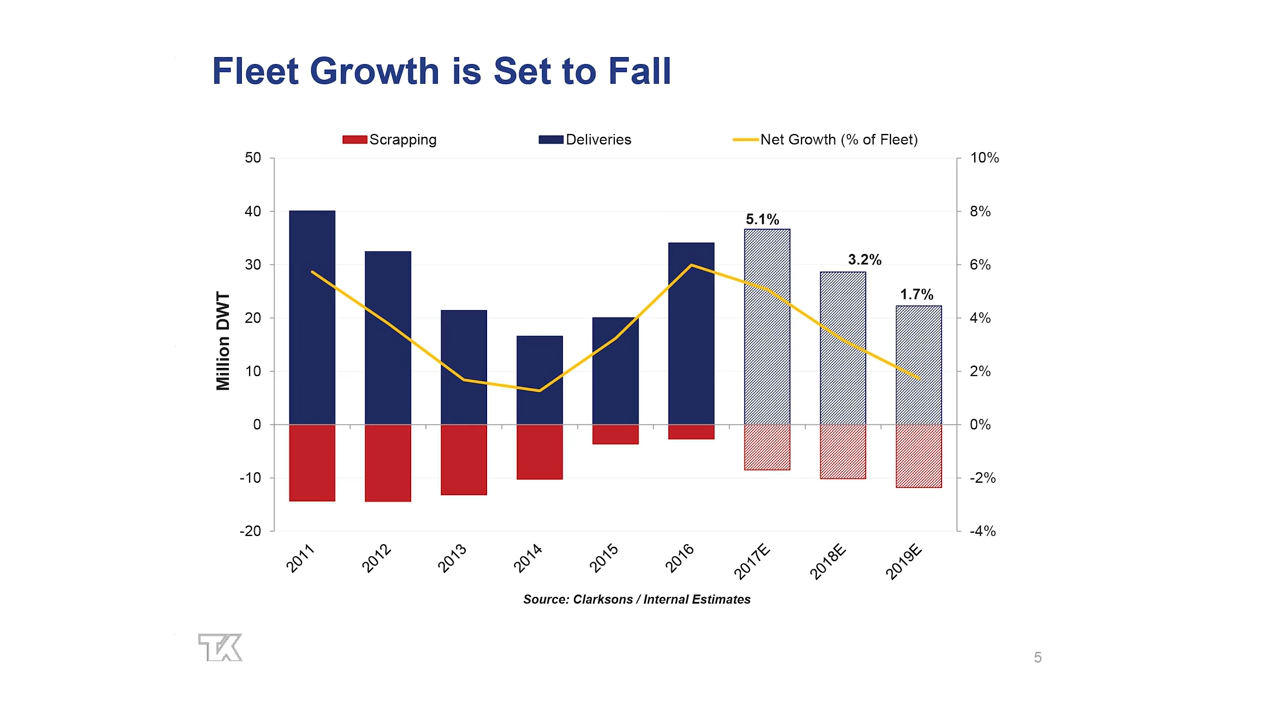 Fleet Growth is Set to Fall
Scrapping Deliveries Net Growth (% of Fleet)
50 10%
40 8%
30 6%
20 4%
10 2%
0 0%
-10 -2%
-20 -4%
Million DWT
5.1%
3.2%
1.7%
2011 2012 2013 2014 2015 2016 2017E 2018E 2019E
Source: Clarksons / Internal Estimates
TK
5